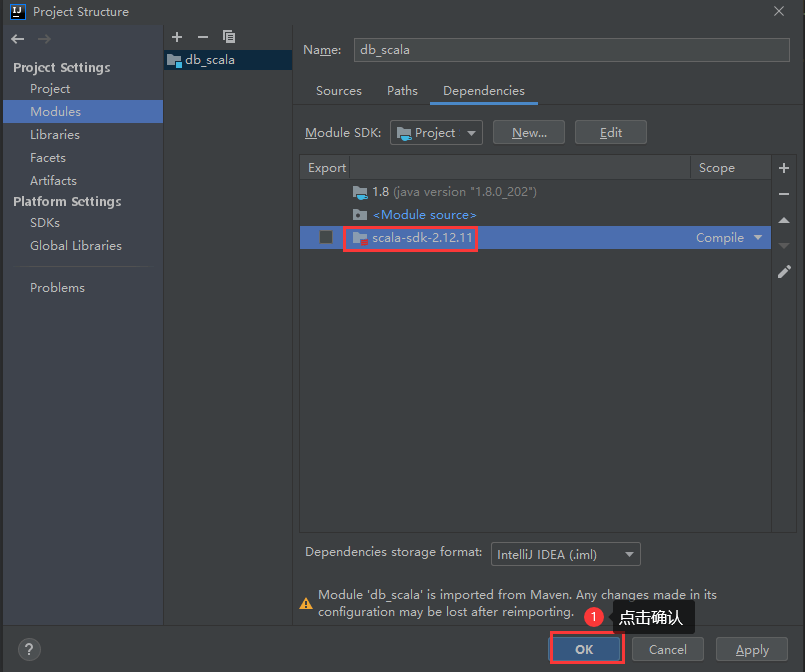 Project Structure
Project Settings
Project
Modules
Libraries
Facets
Artifacts
Platform Settings
SDKs
Global Libraries
Problems
db_scala
Name: db_scala
Sources Paths Dependencies
Module SDK: Project New... Edit
Export Scope
1.8 (java version "1.8.0_202")
<Module source>
scala-sdk-2.12.11 Compile
Dependencies storage format: IntelliJ IDEA (.iml)
Module 'db_scala' is imported from Maven. Any changes made in its
configuration may be lost after reimporting.
1 点击确认
? OK Cancel Apply